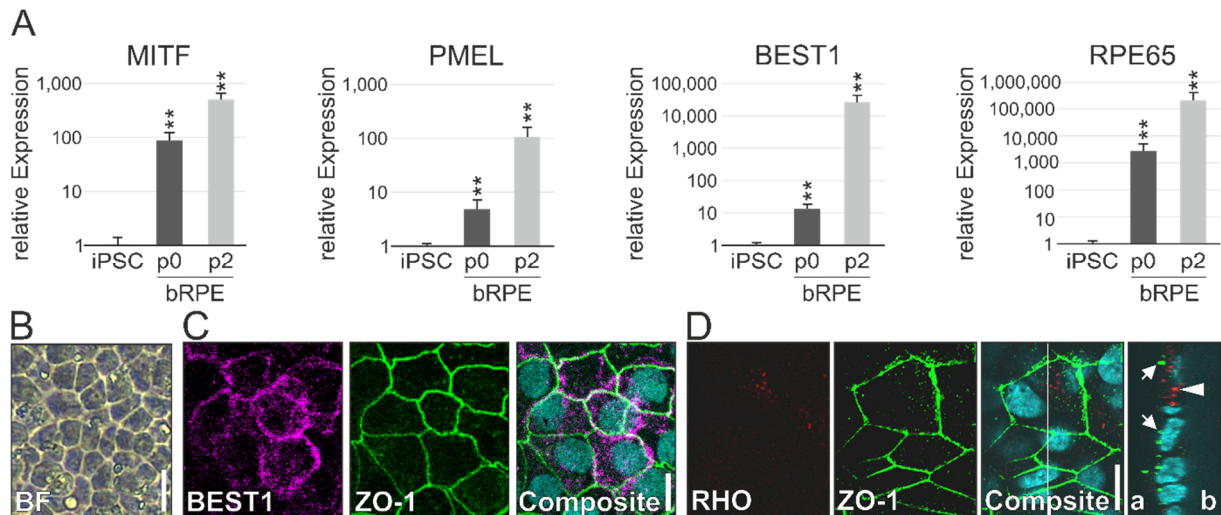 A
MITF
relative Expression
1,000
100
10
1
**
**
iPSC p0 p2
bRPE
PMEL
relative Expression
1,000
100
10
1
**
**
iPSC p0 p2
bRPE
BEST1
relative Expression
100,000
10,000
1,000
100
10
1
**
**
iPSC p0 p2
bRPE
RPE65
relative Expression
1,000,000
100,000
10,000
1,000
100
10
1
**
**
iPSC p0 p2
bRPE
B
BF
C
BEST1
ZO-1
Composite
D
RHO
ZO-1
Compsite
a
b